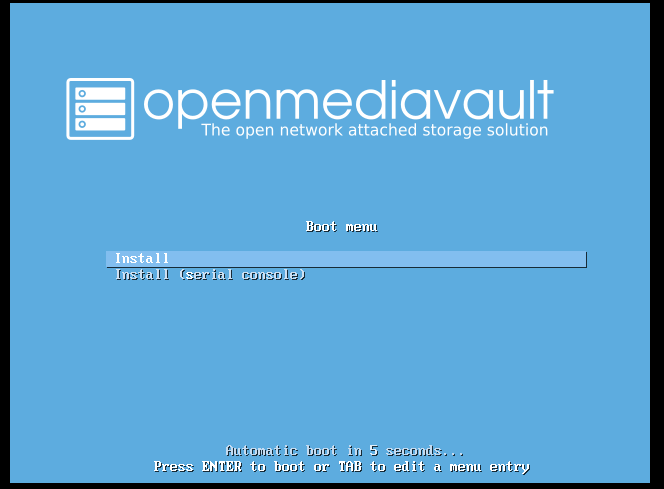 openmediavault
The open network attached storage solution
Boot menu
Install
Install (serial console)
Automatic boot in 5 seconds...
Press ENTER to boot or TAB to edit a menu entry